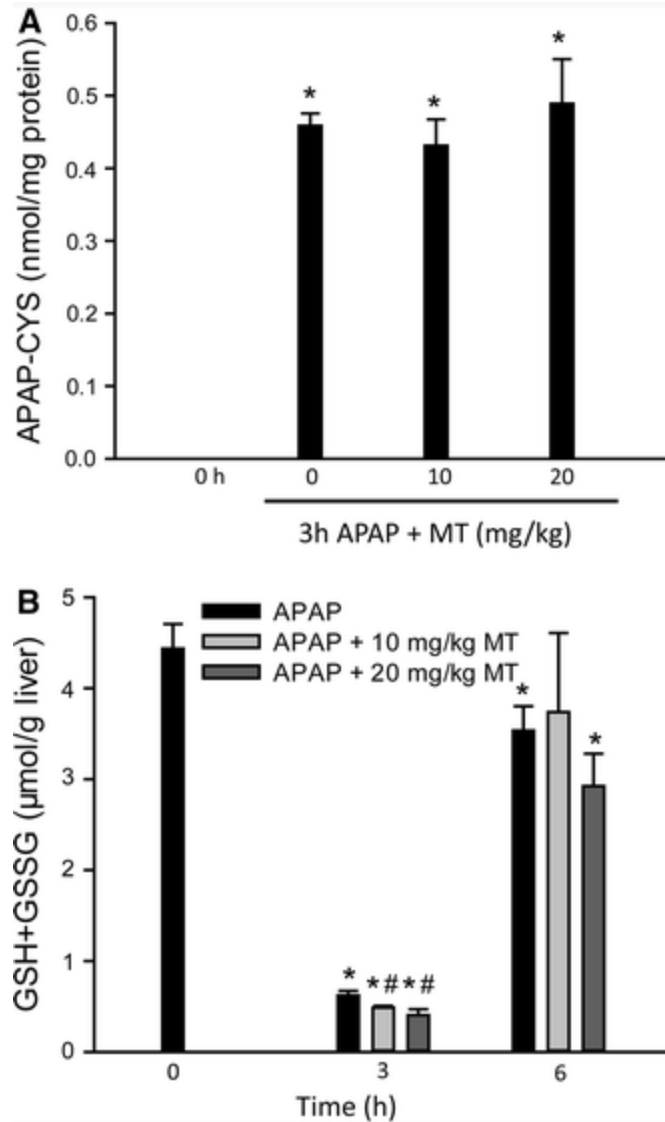 A
APAP-CYS (nmol/mg protein)
0.6
0.5
0.4
0.3
0.2
0.1
0.0
*
*
*
0 h 0 10 20
3h APAP + MT (mg/kg)
B
GSH+GSSG (µmol/g liver)
5
4
3
2
1
0
APAP
APAP + 10 mg/kg MT
APAP + 20 mg/kg MT
*
*
* *# *#
0 3 6
Time (h)